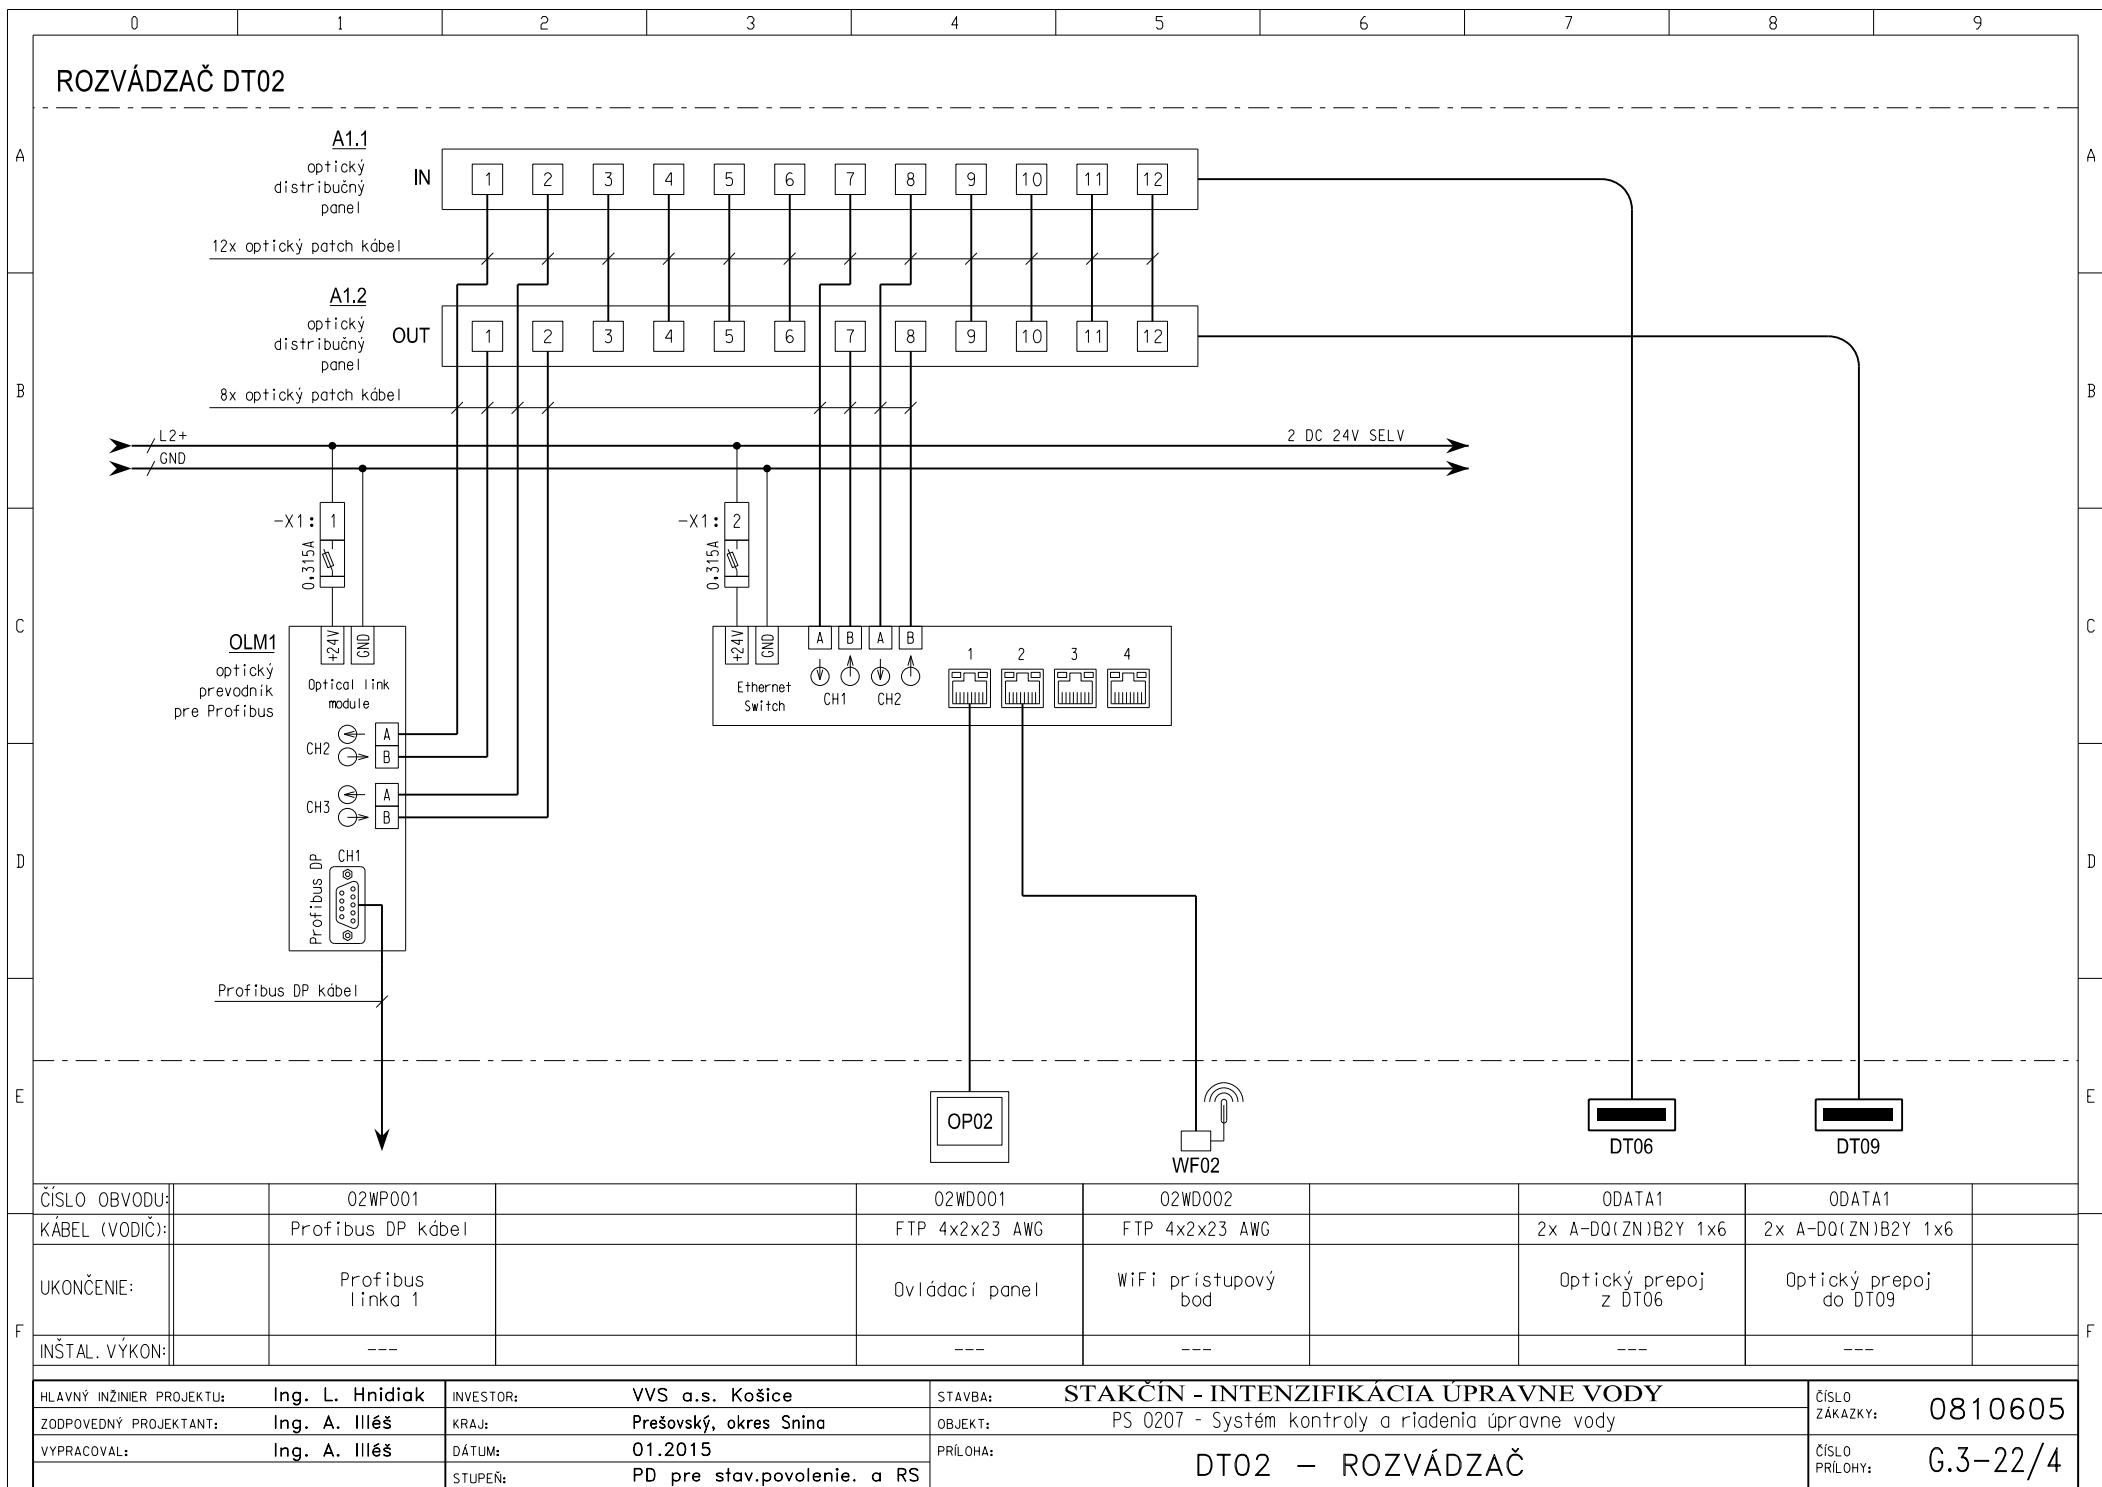 0 1 2 3 4 5 6 7 8 9
ROZVÁDZAČ DT02
A A
A1.1
optický
distribučný
panel
IN 1 2 3 4 5 6 7 8 9 10 11 12
12x optický patch kábel
A1.2
optický
distribučný
panel
OUT 1 2 3 4 5 6 7 8 9 10 11 12
B B
8x optický patch kábel
L2+ 2 DC 24V SELV
GND
-X1: 1 -X1: 2
0.315A 0.315A
C C
OLM1
optický
prevodník
pre Profibus
+24V GND
Optical link
module
CH2 A
B
CH3 A
B
CH1
Profibus DP
+24V GND A B A B
Ethernet
Switch
CH1 CH2
1 2 3 4
D D
Profibus DP kábel
E E
OP02
WF02
DT06
DT09
ČÍSLO OBVODU: 02WP001 02WD001 02WD002 ODATA1 ODATA1
KÁBEL (VODIČ): Profibus DP kábel FTP 4x2x23 AWG FTP 4x2x23 AWG 2x A-DQ(ZN)B2Y 1x6 2x A-DQ(ZN)B2Y 1x6
UKONČENIE:
Profibus
linka 1
Ovládací panel
WiFi prístupový
bod
Optický prepoj
z DT06
Optický prepoj
do DT09
F F
INŠTAL. VÝKON: --- --- --- --- ---
HLAVNÝ INŽINIER PROJEKTU: Ing. L. Hnidiak
ZODPOVEDNÝ PROJEKTANT: Ing. A. Illéš
VYPRACOVAL: Ing. A. Illéš
INVESTOR: VVS a.s. Košice
KRAJ: Prešovský, okres Snina
DÁTUM: 01.2015
STUPEŇ: PD pre stav.povolenie. a RS
STAVBA: STAKČÍN - INTENZIFIKÁCIA ÚPRAVNE VODY
OBJEKT: PS 0207 - Systém kontroly a riadenia úpravne vody
PRÍLOHA: DT02 – ROZVÁDZAČ
ČÍSLO
ZÁKAZKY: 0810605
ČÍSLO
PRÍLOHY: G.3-22/4